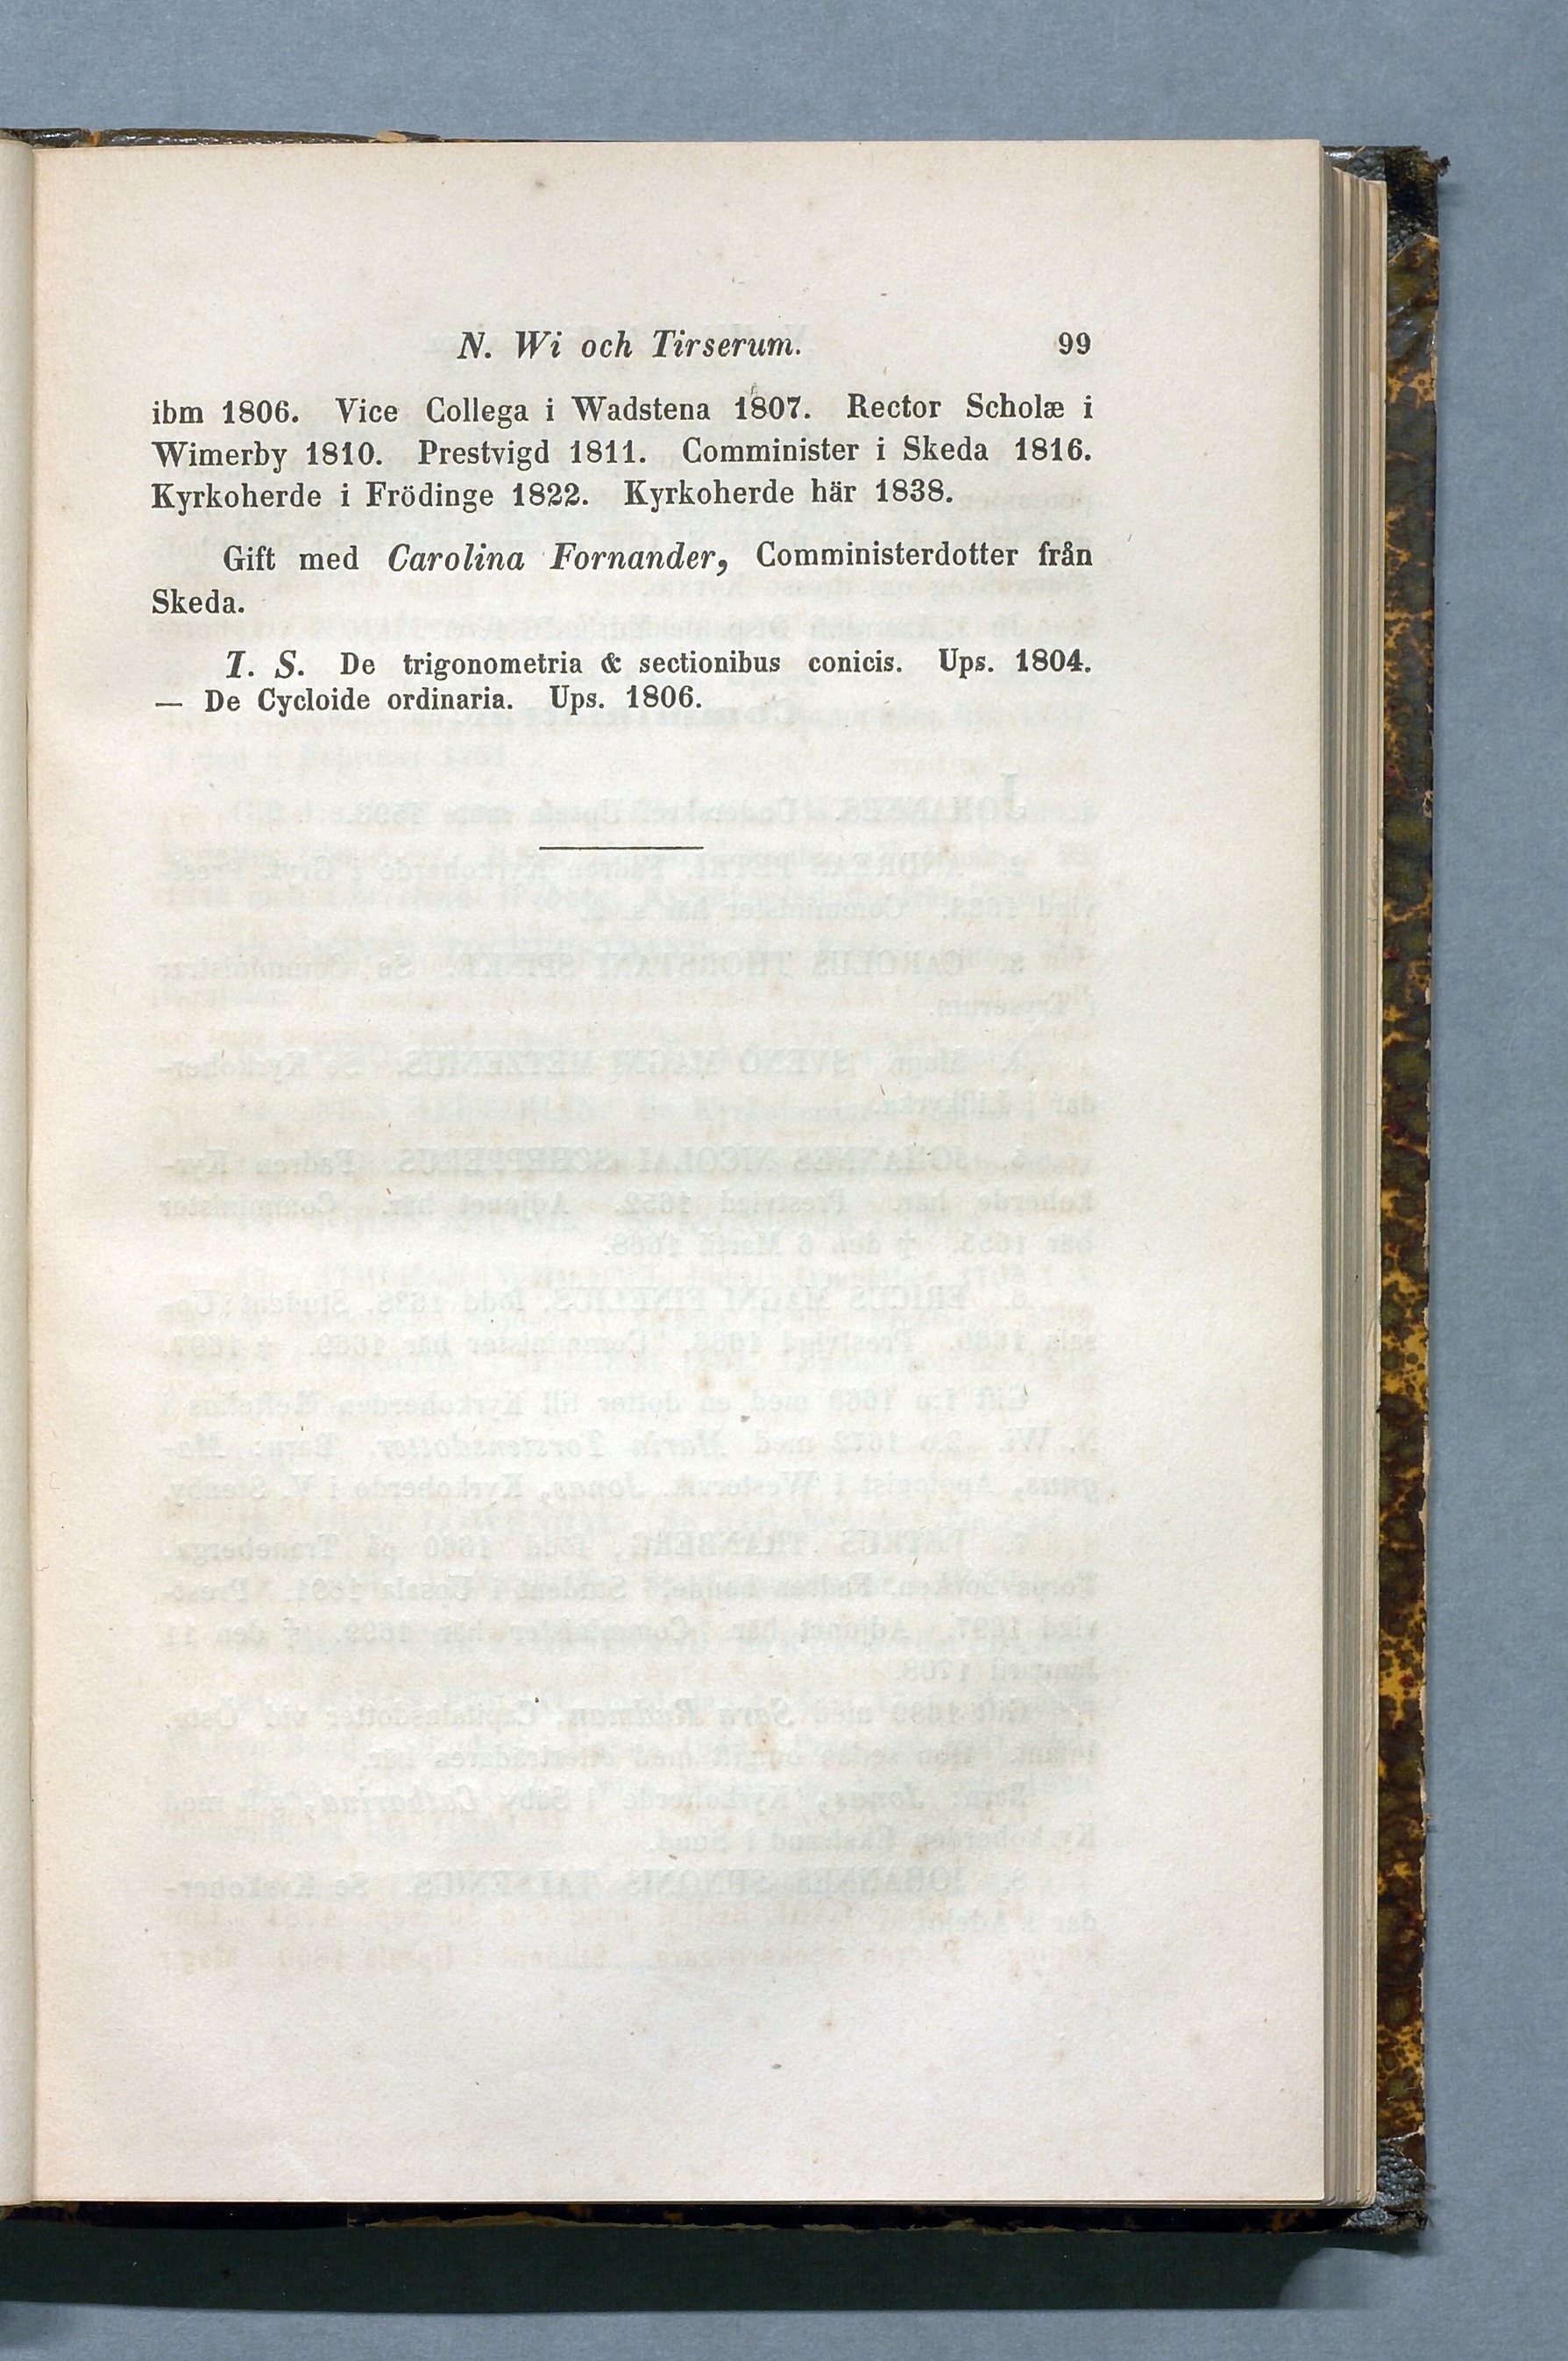 N. Wi och Tirserum. 99
ibm 1806. Vice Collega i Wadstena 1807. Rector Scholæ i
Wimerby 1810. Prestvigd 1811. Comminister i Skeda 1816.
Kyrkoherde i Frödinge 1822. Kyrkoherde här 1838.
Gift med Carolina Fornander, Comministerdotter från
Skeda.
T. S. De trigonometria & sectionibus conicis. Ups. 1804.
— De Cycloide ordinaria. Ups. 1806.